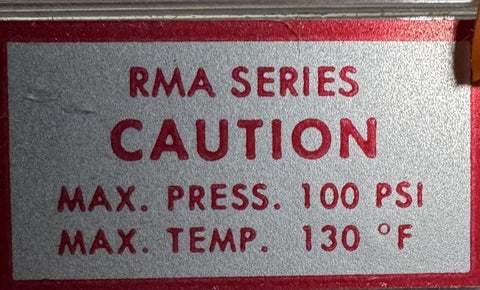 RMA SERIES
CAUTION
MAX. PRESS. 100 PSI
MAX. TEMP. 130 °F